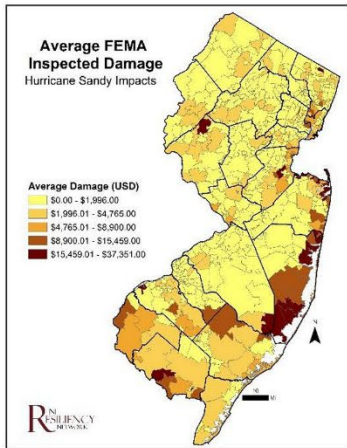 Average FEMA
Inspected Damage
Hurricane Sandy Impacts
Average Damage (USD)
$0.00 - $1,996.00
$1,996.01 - $4,765.00
$4,765.01 - $8,900.00
$8,900.01 - $15,459.00
$15,459.01 - $37,351.00
N
RN
RESILIENCY
NETWORK